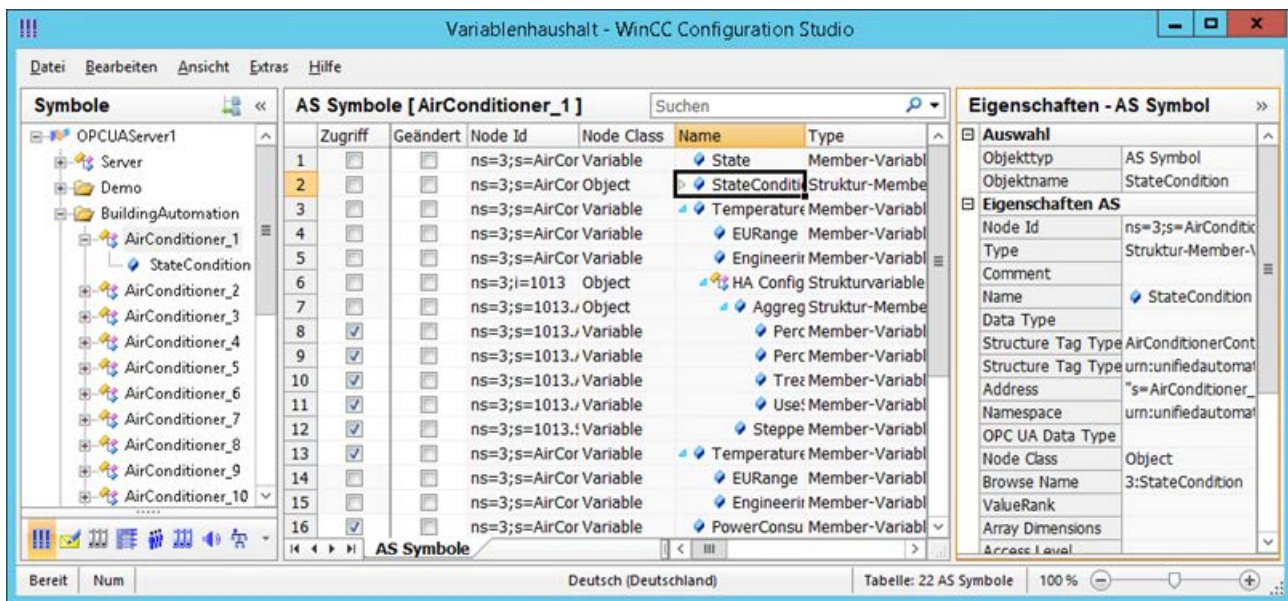 Variablenhaushalt - WinCC Configuration Studio
Datei Bearbeiten Ansicht Extras Hilfe
Symbole
OPCUAServer1
Server
Demo
BuildingAutomation
AirConditioner_1
StateCondition
AirConditioner_2
AirConditioner_3
AirConditioner_4
AirConditioner_5
AirConditioner_6
AirConditioner_7
AirConditioner_8
AirConditioner_9
AirConditioner_10
AS Symbole [ AirConditioner_1 ] Suchen
Zugriff Geändert Node Id Node Class Name Type
1 ns=3;s=AirCor Variable State Member-Variabl
2 ns=3;s=AirCor Object StateConditi Struktur-Membe
3 ns=3;s=AirCor Variable Temperature Member-Variabl
4 ns=3;s=AirCor Variable EURange Member-Variabl
5 ns=3;s=AirCor Variable Engineerir Member-Variabl
6 ns=3;i=1013 Object HA Config Strukturvariable
7 ns=3;s=1013./ Object Aggreg Struktur-Membe
8 ns=3;s=1013./ Variable Perc Member-Variabl
9 ns=3;s=1013./ Variable Perc Member-Variabl
10 ns=3;s=1013./ Variable Trea Member-Variabl
11 ns=3;s=1013./ Variable Use Member-Variabl
12 ns=3;s=1013. Variable Steppe Member-Variabl
13 ns=3;s=AirCor Variable Temperature Member-Variabl
14 ns=3;s=AirCor Variable EURange Member-Variabl
15 ns=3;s=AirCor Variable Engineerir Member-Variabl
16 ns=3;s=AirCor Variable PowerConsu Member-Variabl
AS Symbole
Eigenschaften - AS Symbol
Auswahl
Objekttyp AS Symbol
Objektname StateCondition
Eigenschaften AS
Node Id ns=3;s=AirConditic
Type Struktur-Member-V
Comment
Name StateCondition
Data Type
Structure Tag Type AirConditionerCont
Structure Tag Type urn:unifiedautomat
Address "s=AirConditioner_
Namespace urn:unifiedautomat
OPC UA Data Type
Node Class Object
Browse Name 3:StateCondition
ValueRank
Array Dimensions
Access Level
Bereit Num Deutsch (Deutschland) Tabelle: 22 AS Symbole 100 %